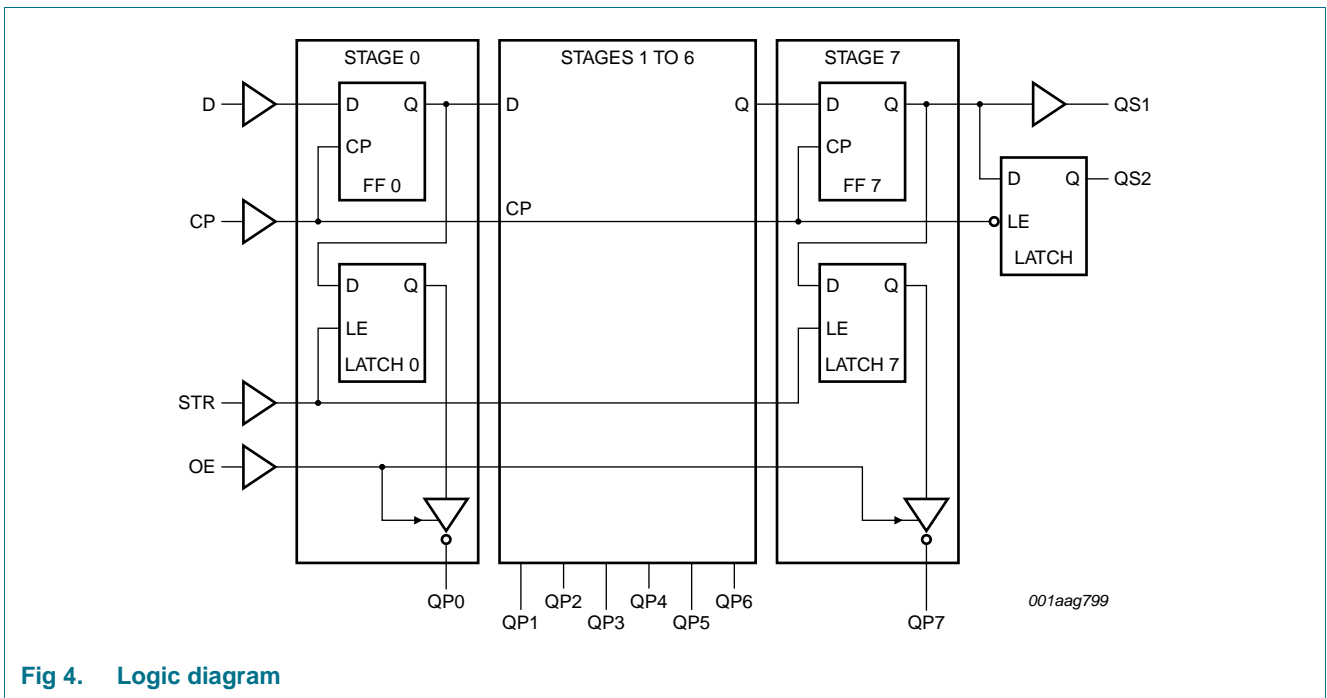 STAGE 0
STAGES 1 TO 6
STAGE 7
D
D Q
D Q
D Q
QS1
CP
CP
FF 0
FF 7
D Q
QS2
CP
CP
LE
LATCH
D Q
D Q
LE
LE
LATCH 0
LATCH 7
STR
OE
QP0
QP2
QP4
QP6
001aag799
QP1
QP3
QP5
QP7
Fig 4. Logic diagram